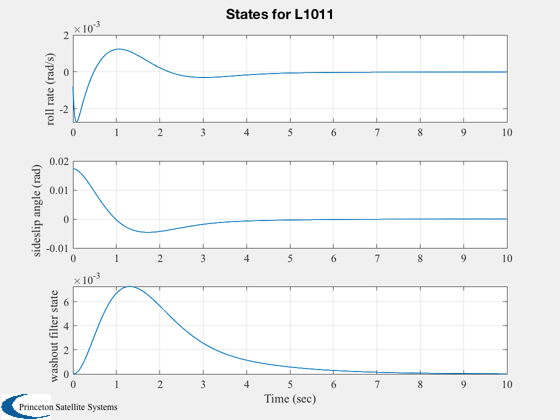 States for L1011
×10⁻³
2
0
-2
roll rate (rad/s)
0 1 2 3 4 5 6 7 8 9 10
0.02
0.01
0
-0.01
sideslip angle (rad)
0 1 2 3 4 5 6 7 8 9 10
×10⁻³
6
4
2
0
washout filter state
0 1 2 3 4 5 6 7 8 9 10
Time (sec)
Princeton Satellite Systems